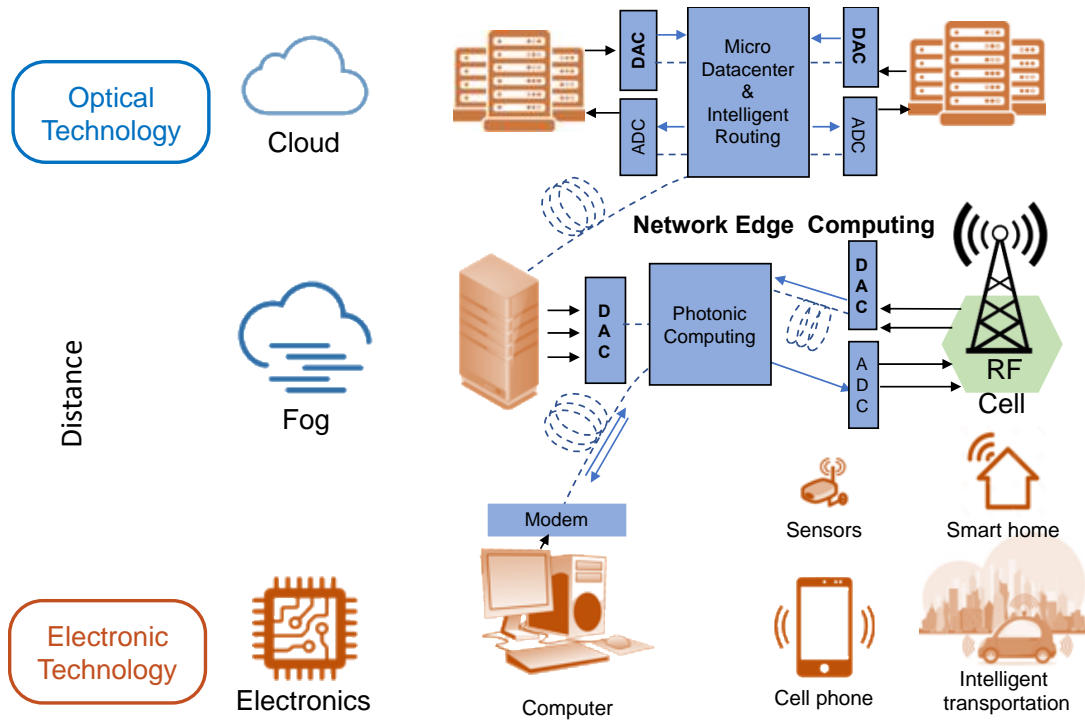 Optical
Technology
Cloud
DAC
ADC
Micro
Datacenter
&
Intelligent
Routing
DAC
ADC
Network Edge Computing
Distance
Fog
DAC
Photonic
Computing
DAC
ADC
RF
Cell
Modem
Sensors
Smart home
Electronic
Technology
Electronics
Computer
Cell phone
Intelligent
transportation